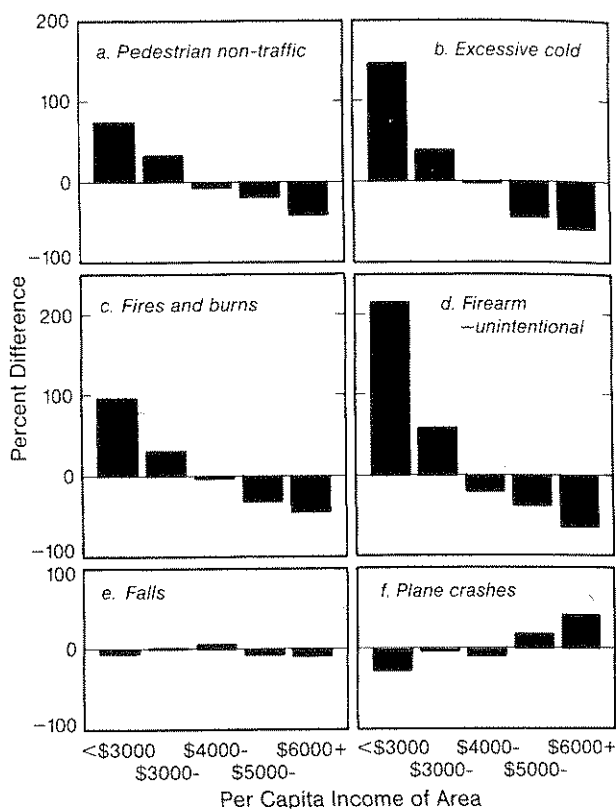 200
a. Pedestrian non-traffic
b. Excessive cold
100
0
-100
c. Fires and burns
d. Firearm
–unintentional
200
100
0
-100
Percent Difference
100
e. Falls
f. Plane crashes
0
-100
<$3000 $4000- $6000+
$3000- $5000-
<$3000 $4000- $6000+
$3000- $5000-
Per Capita Income of Area